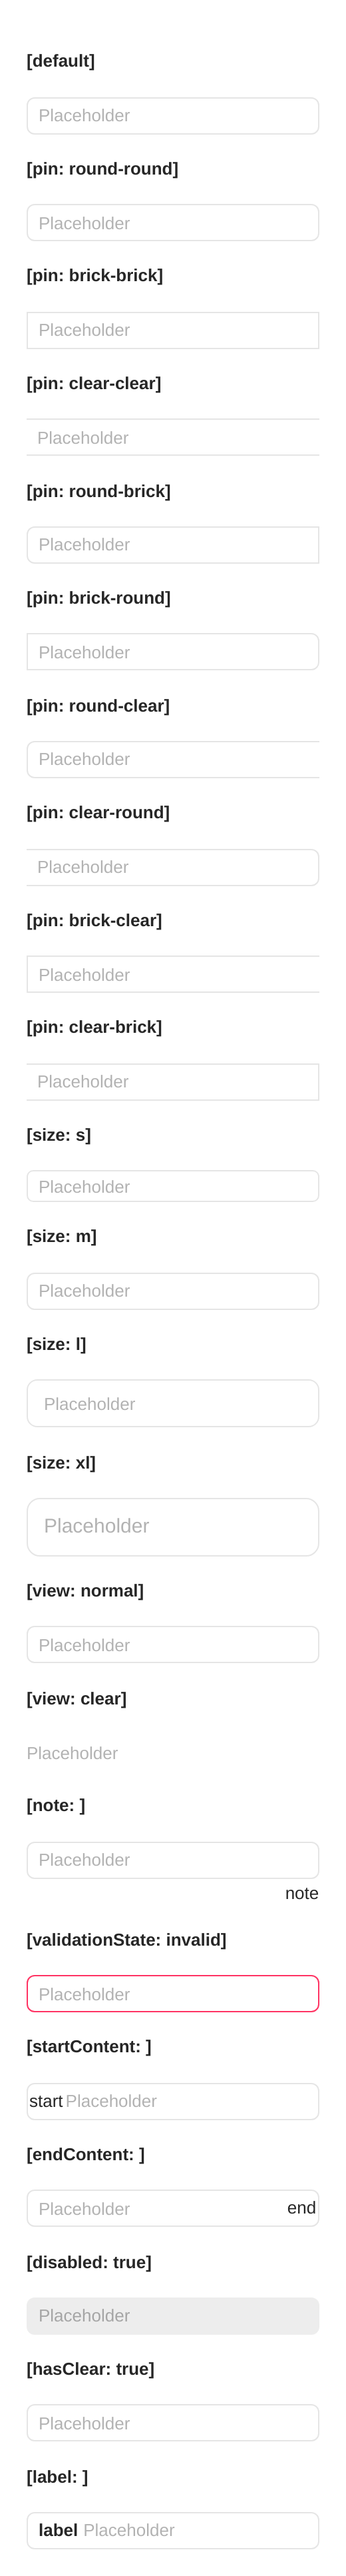 [default]
Placeholder
[pin: round-round]
Placeholder
[pin: brick-brick]
Placeholder
[pin: clear-clear]
Placeholder
[pin: round-brick]
Placeholder
[pin: brick-round]
Placeholder
[pin: round-clear]
Placeholder
[pin: clear-round]
Placeholder
[pin: brick-clear]
Placeholder
[pin: clear-brick]
Placeholder
[size: s]
Placeholder
[size: m]
Placeholder
[size: l]
Placeholder
[size: xl]
Placeholder
[view: normal]
Placeholder
[view: clear]
Placeholder
[note: ]
Placeholder
note
[validationState: invalid]
Placeholder
[startContent: ]
start Placeholder
[endContent: ]
Placeholder end
[disabled: true]
Placeholder
[hasClear: true]
Placeholder
[label: ]
label Placeholder